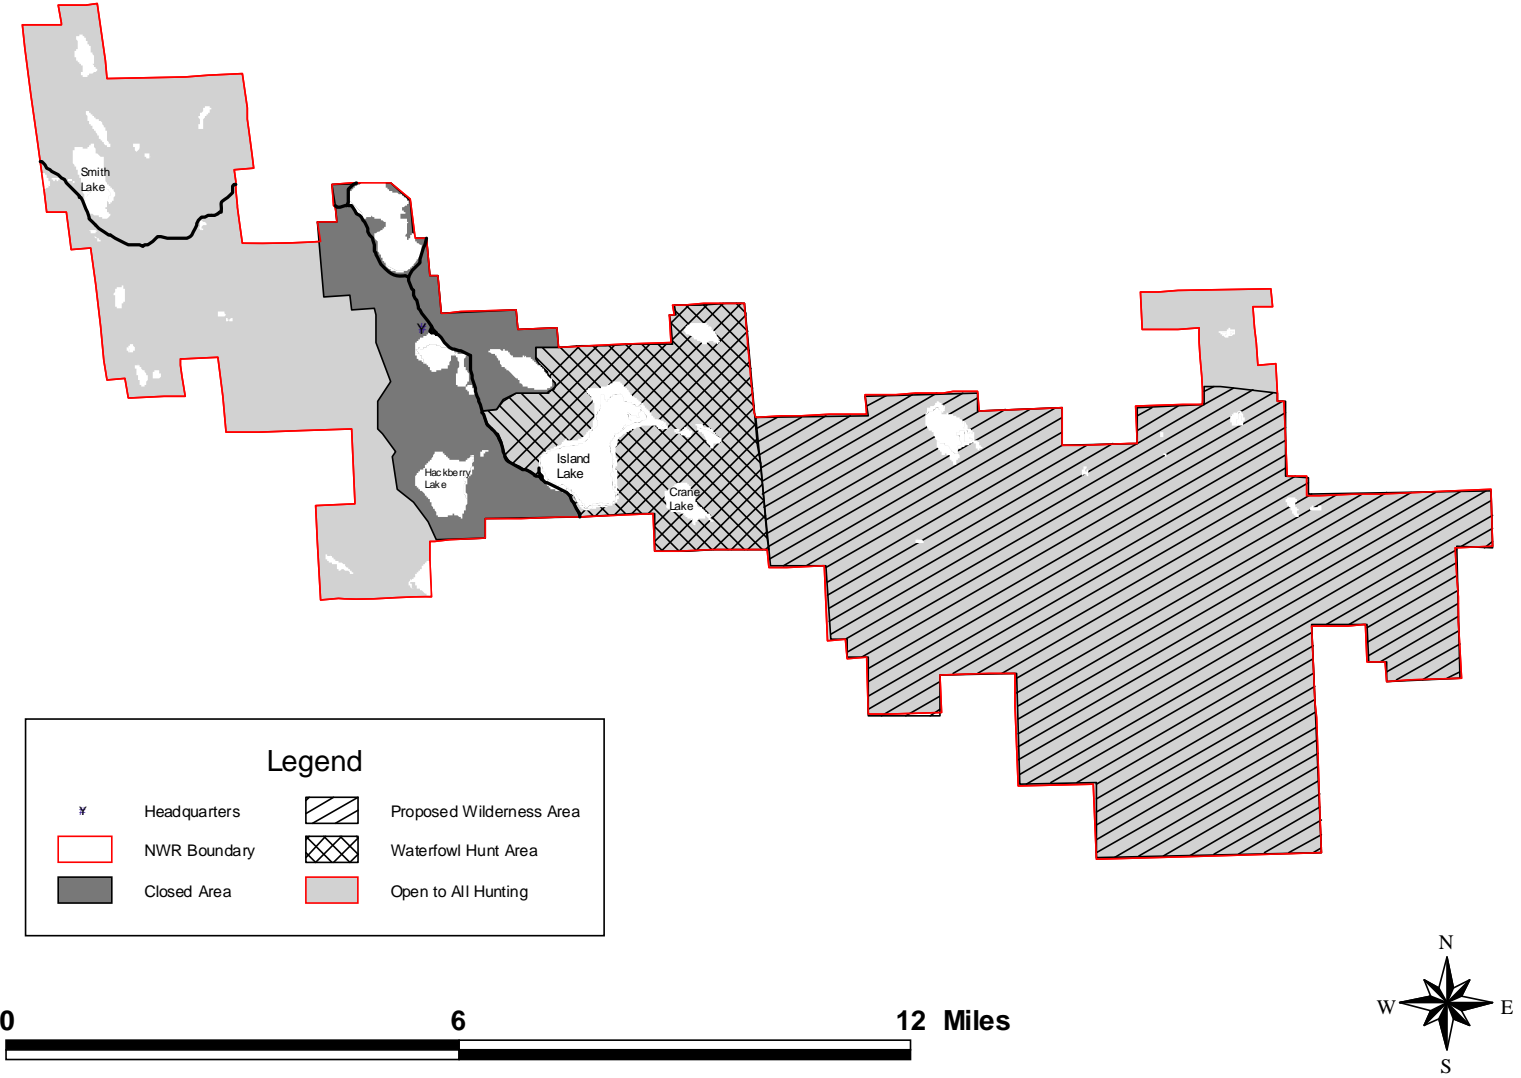 Smith
Lake
Hackberry
Lake
Island
Lake
Crane
Lake
Legend
Headquarters
NWR Boundary
Closed Area
Proposed Wilderness Area
Waterfowl Hunt Area
Open to All Hunting
0 6 12 Miles
N
W E
S